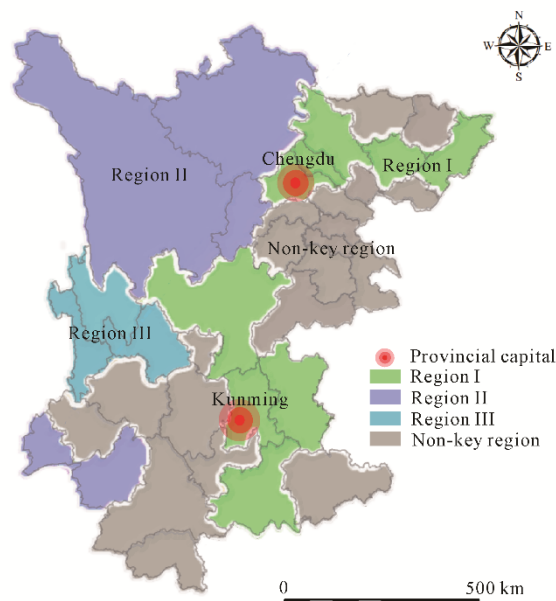 N
W E
S
Chengdu
Region I
Region II
Non-key region
Region III
Provincial capital
Region I
Kunming
Region II
Region III
Non-key region
0 500 km